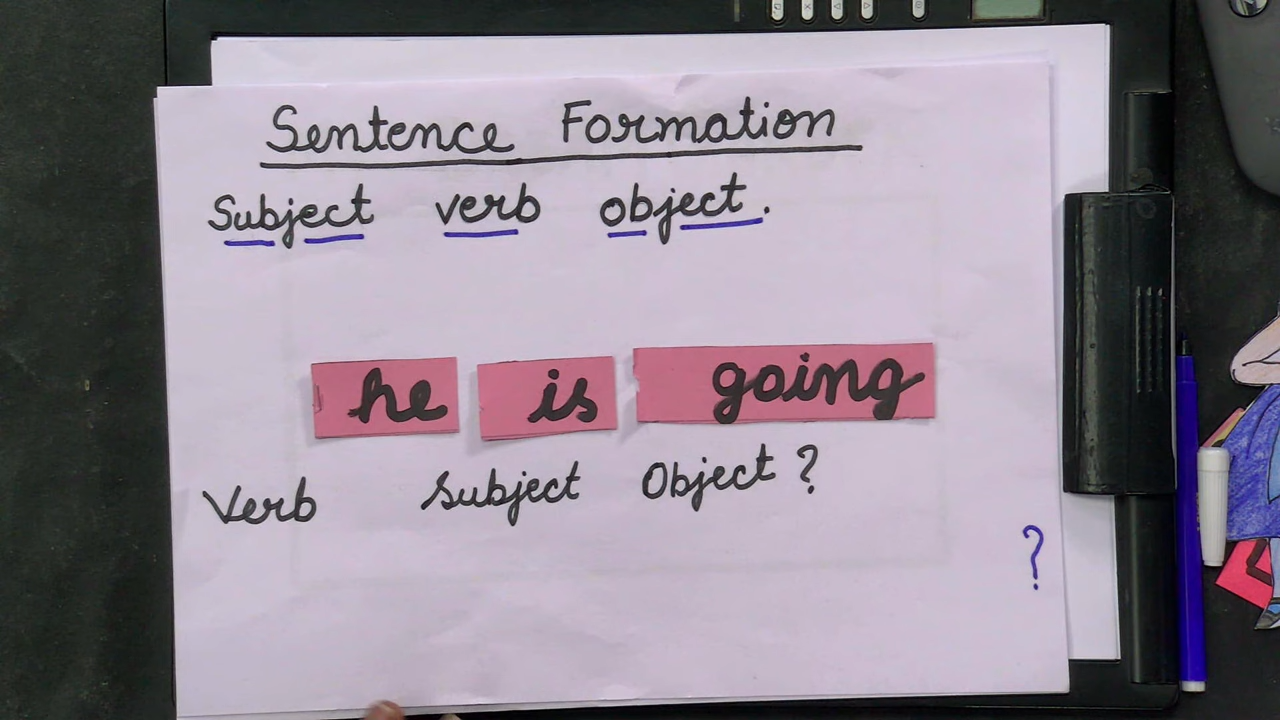 Sentence Formation
Subject verb object.
he is going
Verb Subject Object?
?